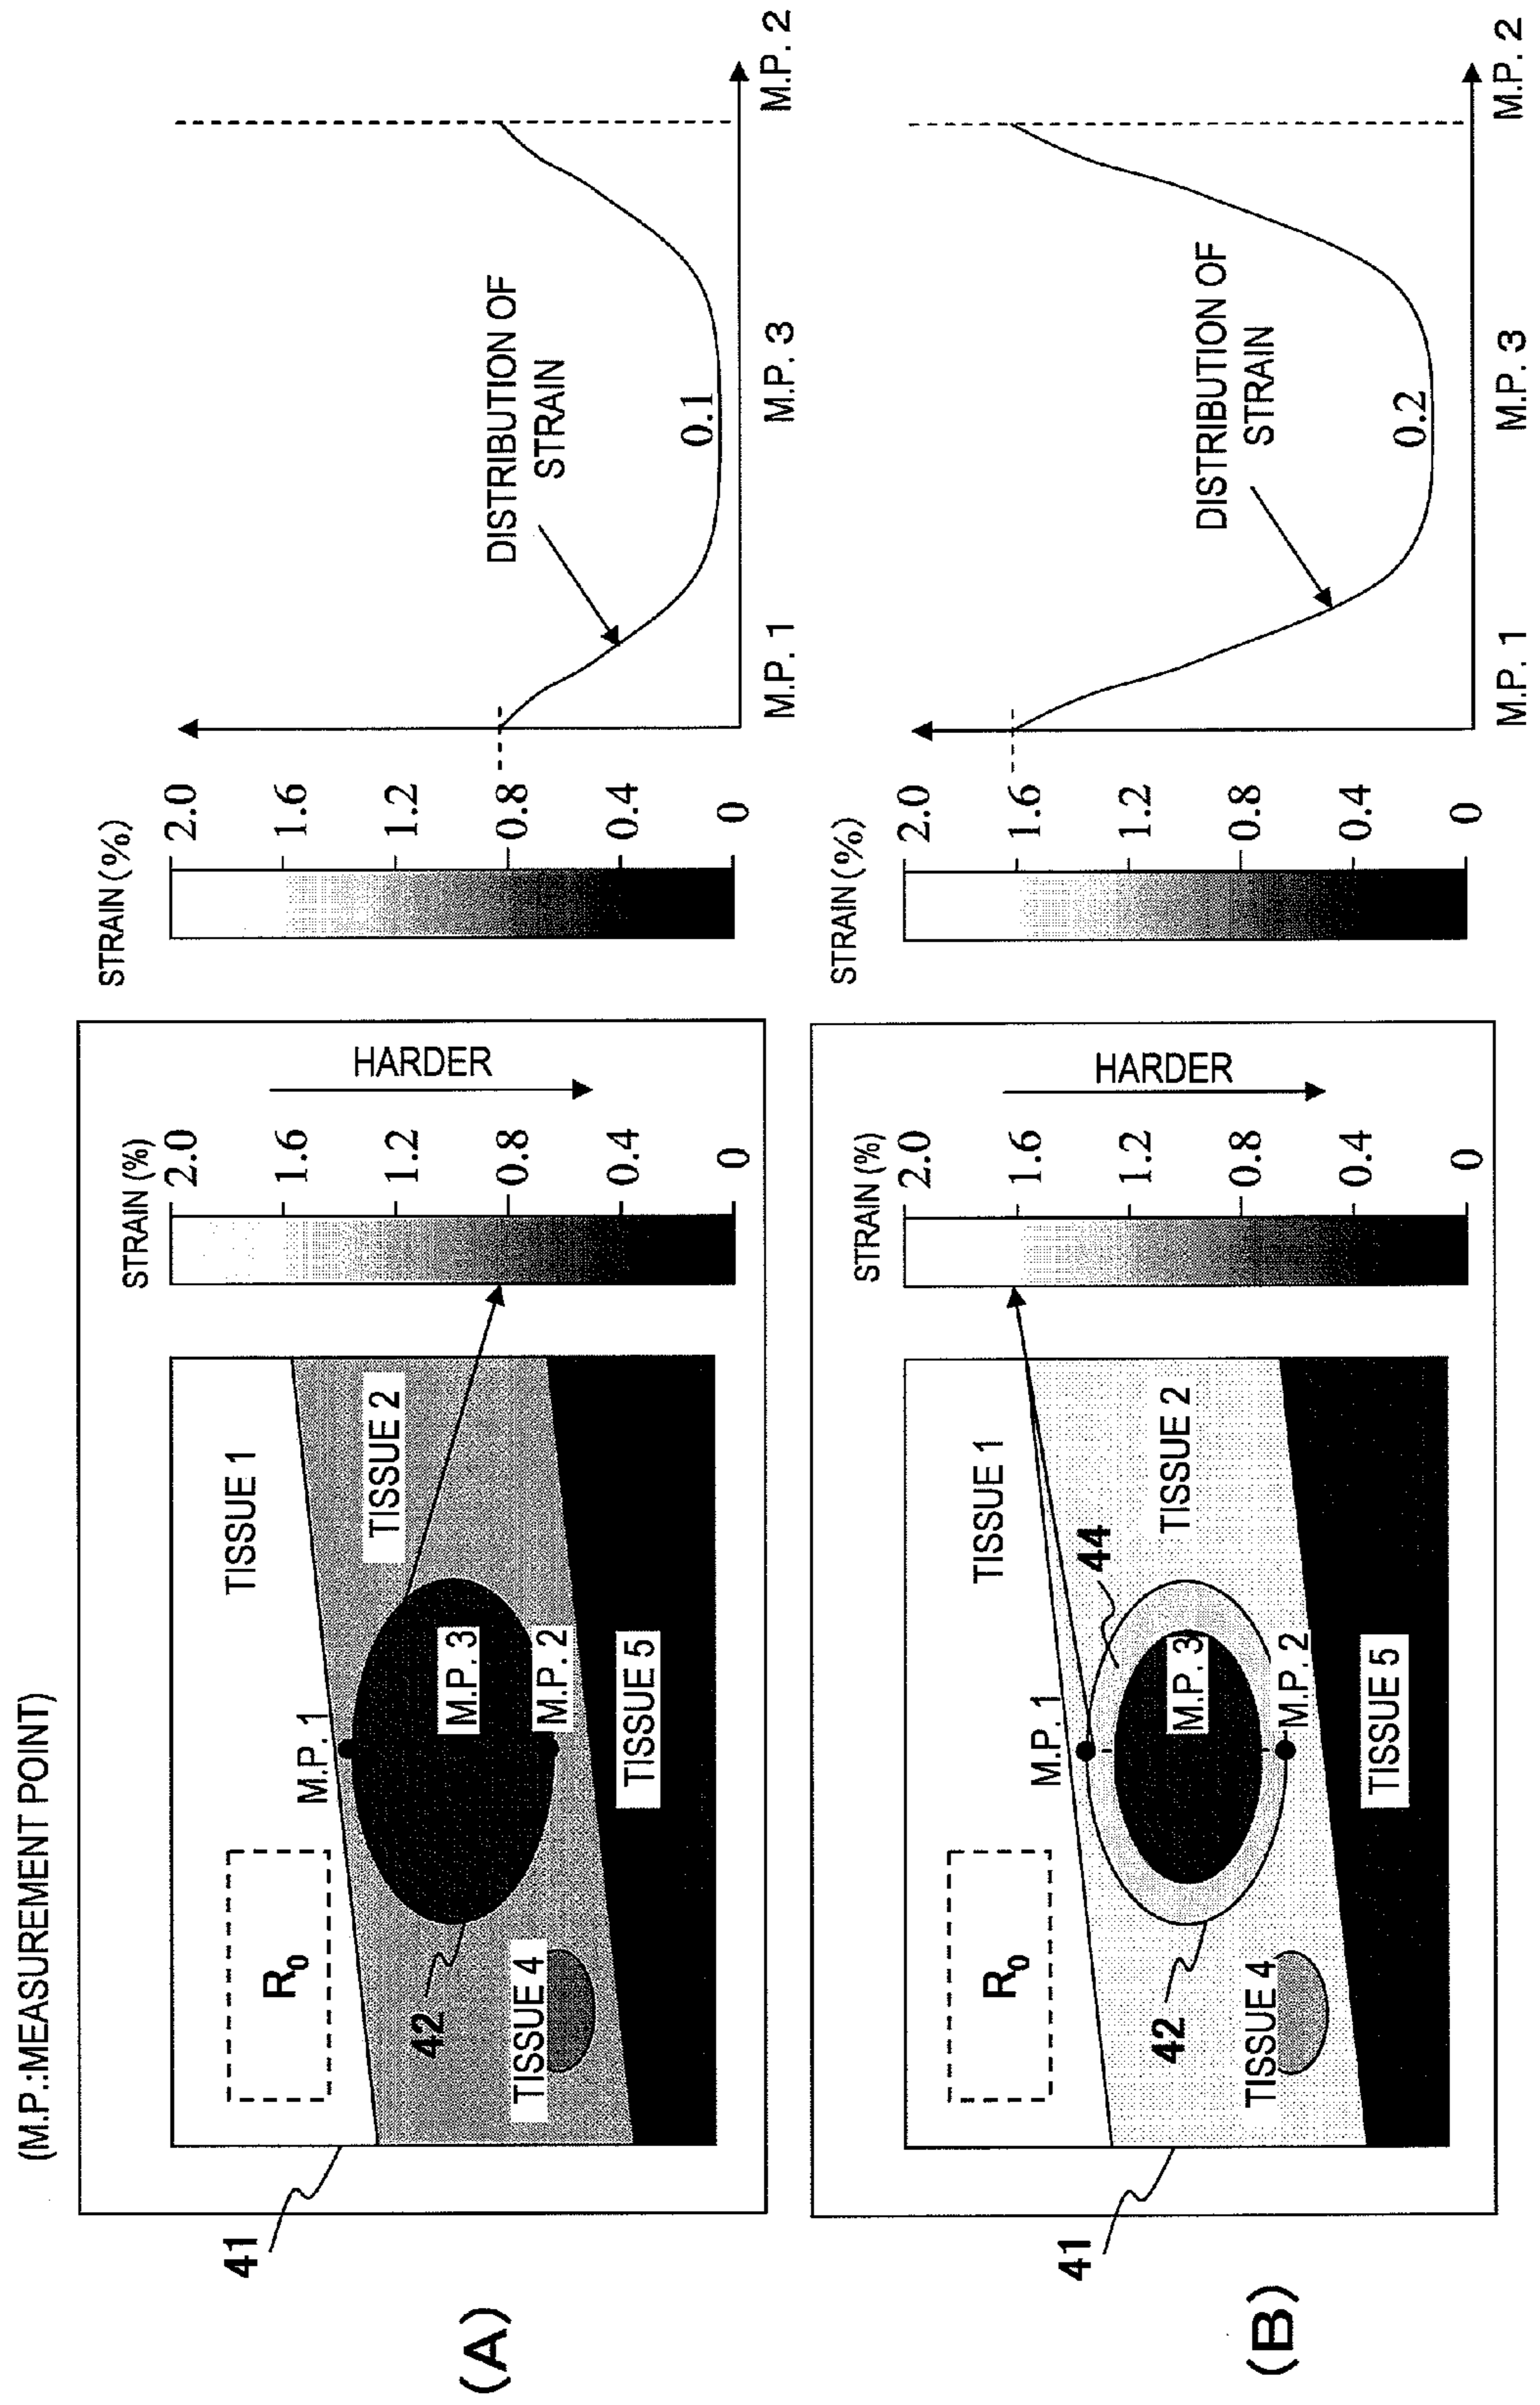 (M.P.:MEASUREMENT POINT)
(A)
41
R0
TISSUE 1
M.P. 1
TISSUE 2
42
M.P. 3
M.P. 2
TISSUE 4
TISSUE 5
STRAIN (%)
2.0
1.6
1.2
0.8
0.4
0
HARDER
STRAIN (%)
2.0
1.6
1.2
0.8
0.4
0
DISTRIBUTION OF
STRAIN
0.1
M.P. 1
M.P. 3
M.P. 2
(B)
41
R0
TISSUE 1
M.P. 1
44
TISSUE 2
42
M.P. 3
M.P. 2
TISSUE 4
TISSUE 5
STRAIN (%)
2.0
1.6
1.2
0.8
0.4
0
HARDER
STRAIN (%)
2.0
1.6
1.2
0.8
0.4
0
DISTRIBUTION OF
STRAIN
0.2
M.P. 1
M.P. 3
M.P. 2